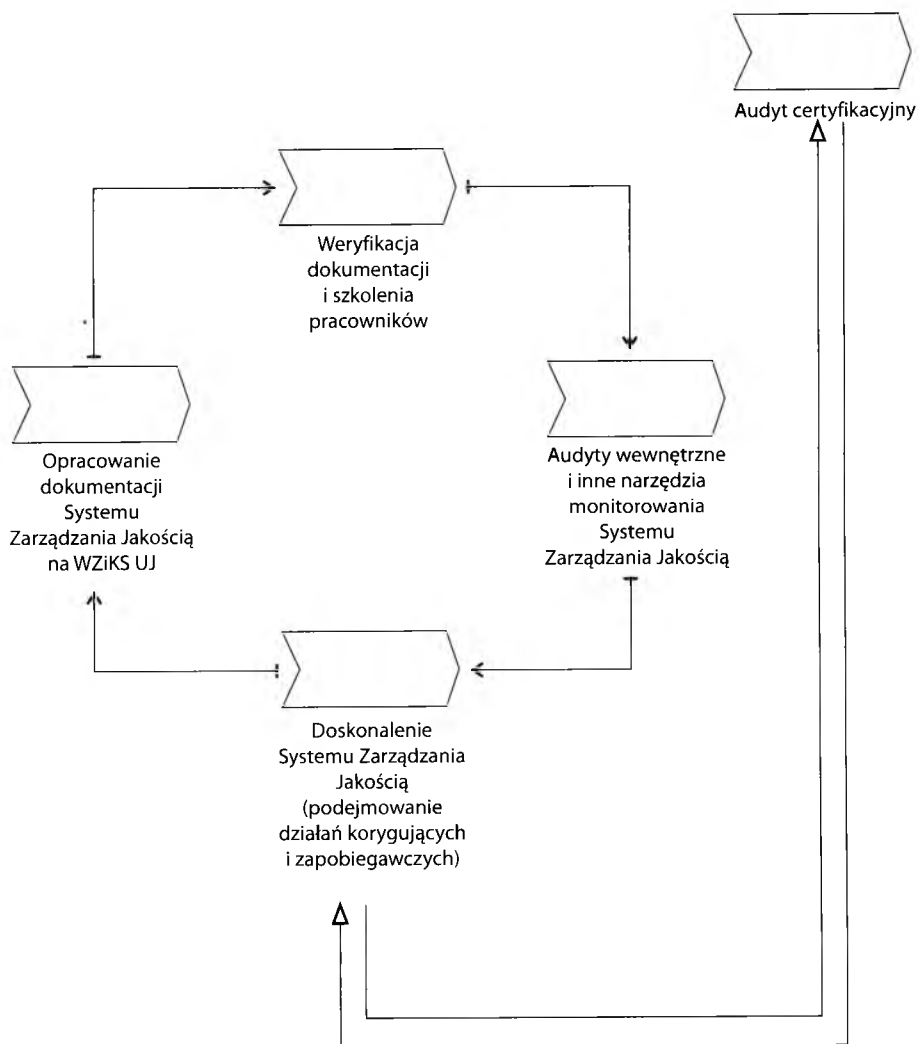 Audyt certyfikacyjny
Weryfikacja
dokumentacji
i szkolenia
pracowników
Opracowanie
dokumentacji
Systemu
Zarządzania Jakością
na WZiKS UJ
Audyty wewnętrzne
i inne narzędzia
monitorowania
Systemu
Zarządzania Jakością
Doskonalenie
Systemu Zarządzania
Jakością
(podejmowanie
działań korygujących
i zapobiegawczych)